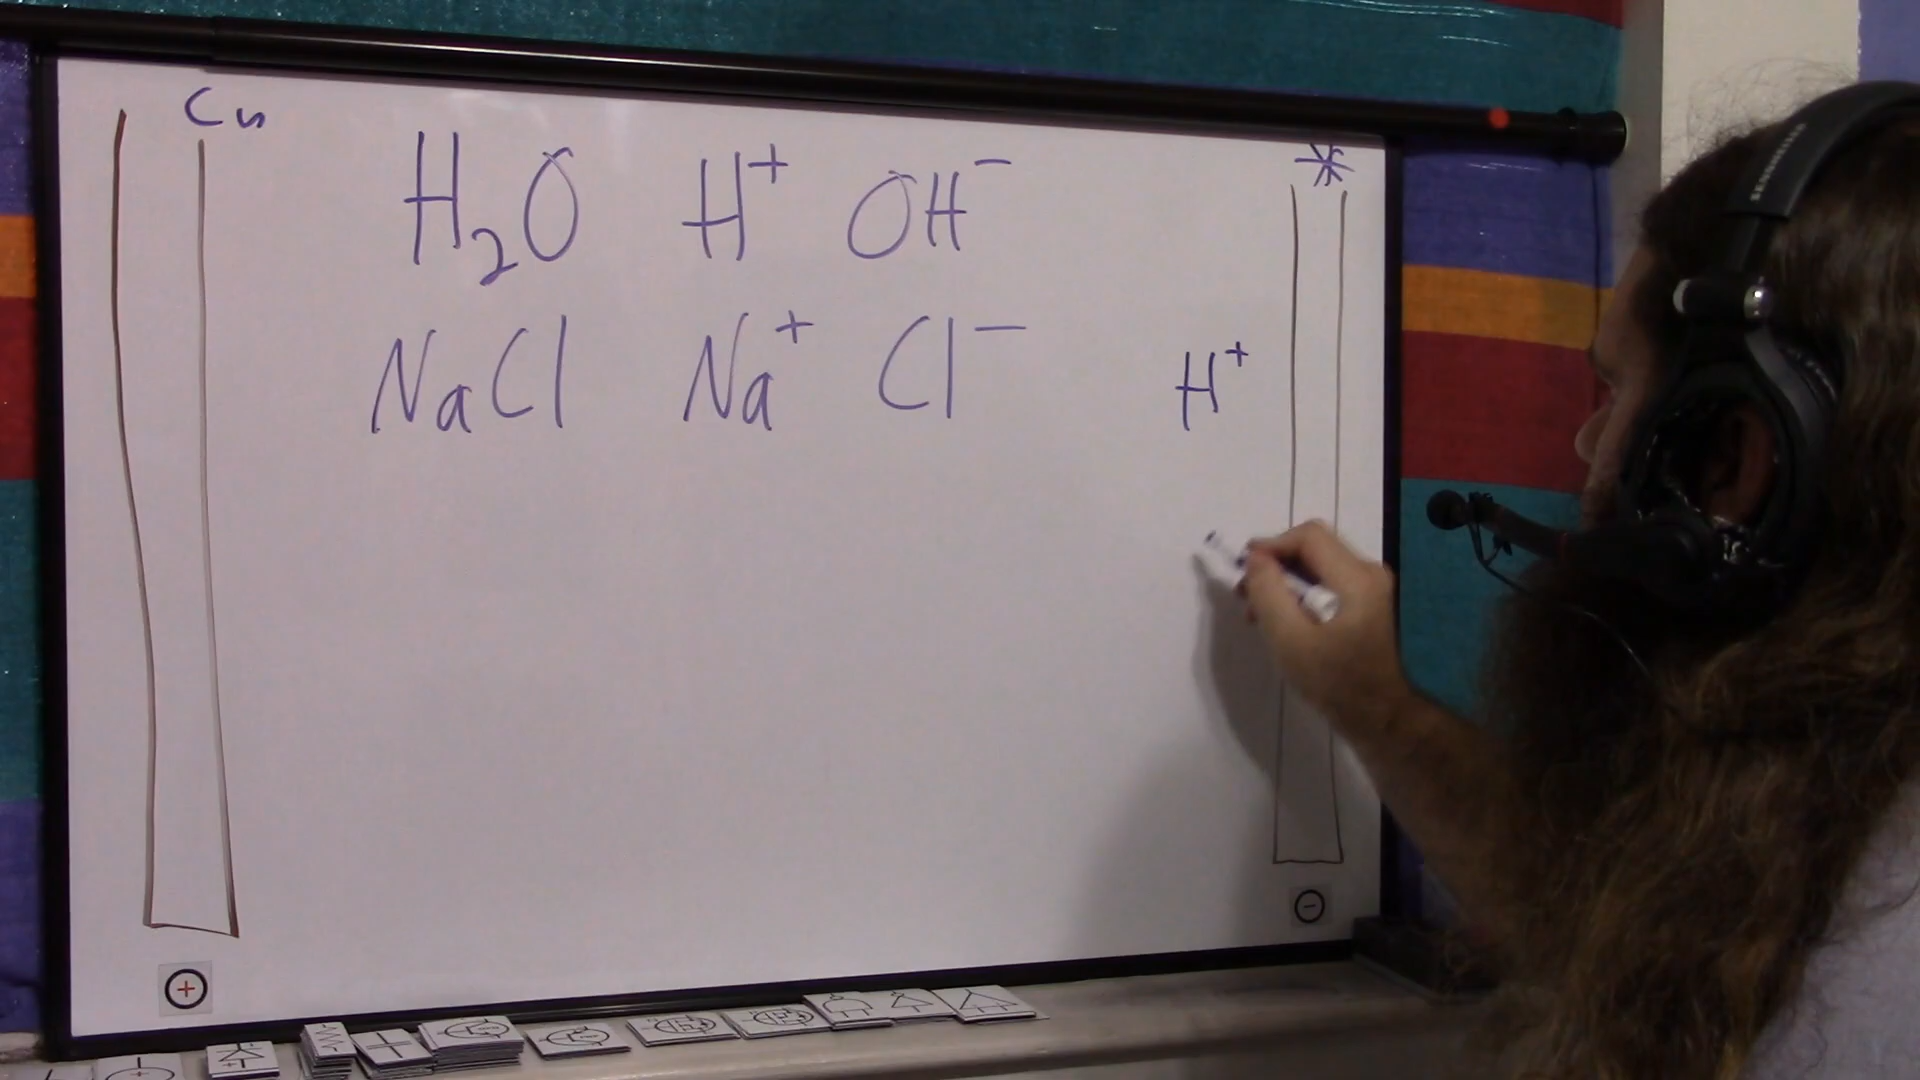 Cu
H₂O H⁺ OH⁻
NaCl Na⁺ Cl⁻
H⁺
+
−